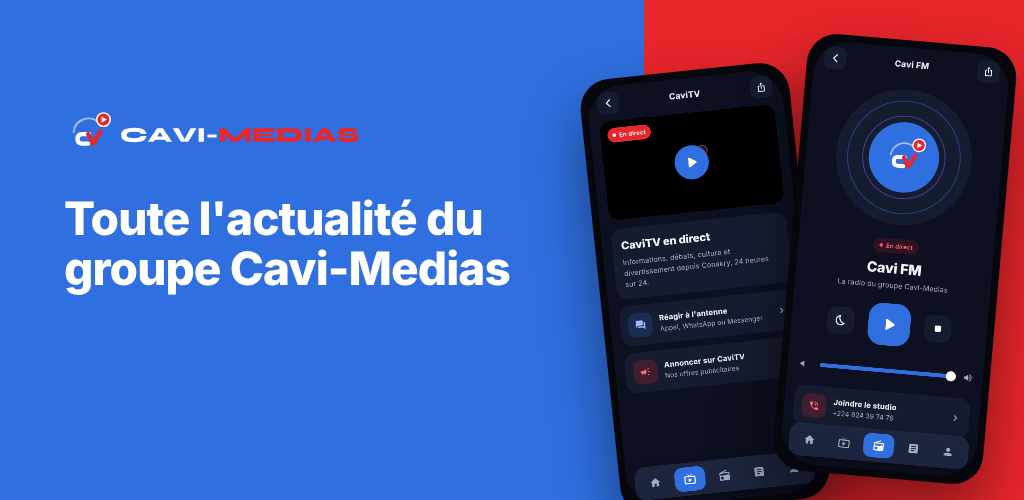 CAVI-MEDIAS
Toute l'actualité du
groupe Cavi-Medias
CaviTV
En direct
CaviTV en direct
Informations, débats, culture et
divertissement depuis Conakry, 24 heures
sur 24.
Réagir à l'antenne
Appel, WhatsApp ou Messenger
Annoncer sur CaviTV
Nos offres publicitaires
Cavi FM
En direct
Cavi FM
La radio du groupe Cavi-Medias
Joindre le studio
+224 624 39 74 76